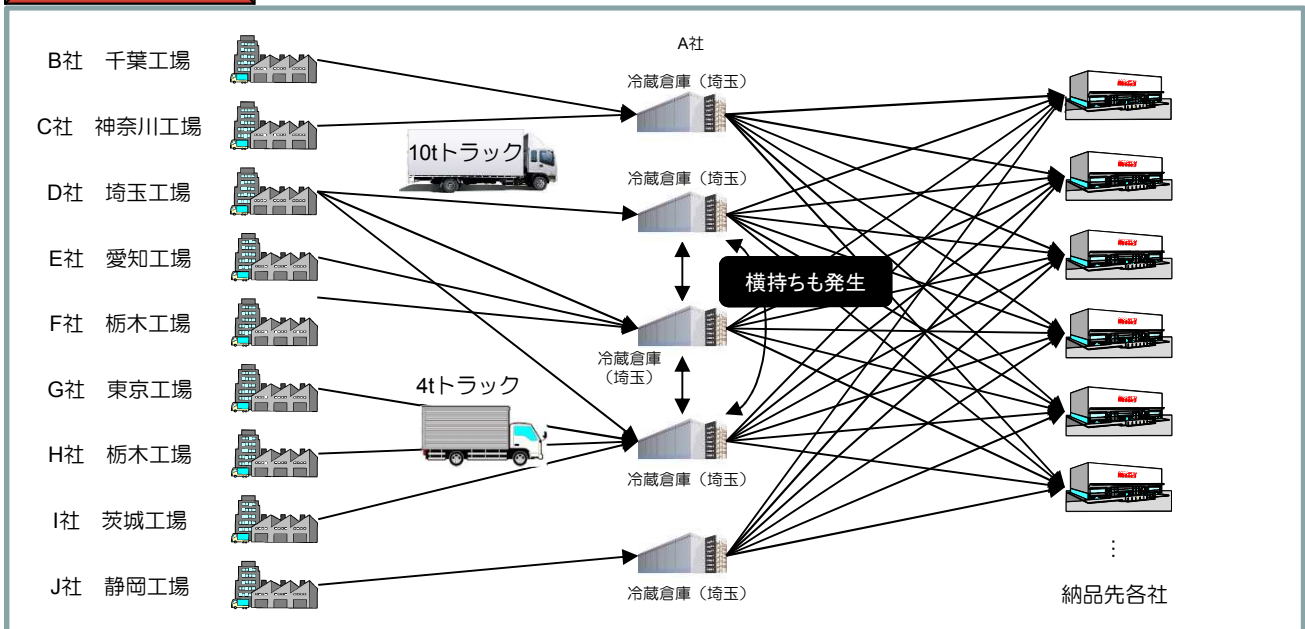 B社 千葉工場
C社 神奈川工場
D社 埼玉工場
E社 愛知工場
F社 栃木工場
G社 東京工場
H社 栃木工場
I社 茨城工場
J社 静岡工場
10tトラック
4tトラック
A社
冷蔵倉庫（埼玉）
冷蔵倉庫（埼玉）
横持ちも発生
冷蔵倉庫
（埼玉）
冷蔵倉庫（埼玉）
冷蔵倉庫（埼玉）
⋮
納品先各社